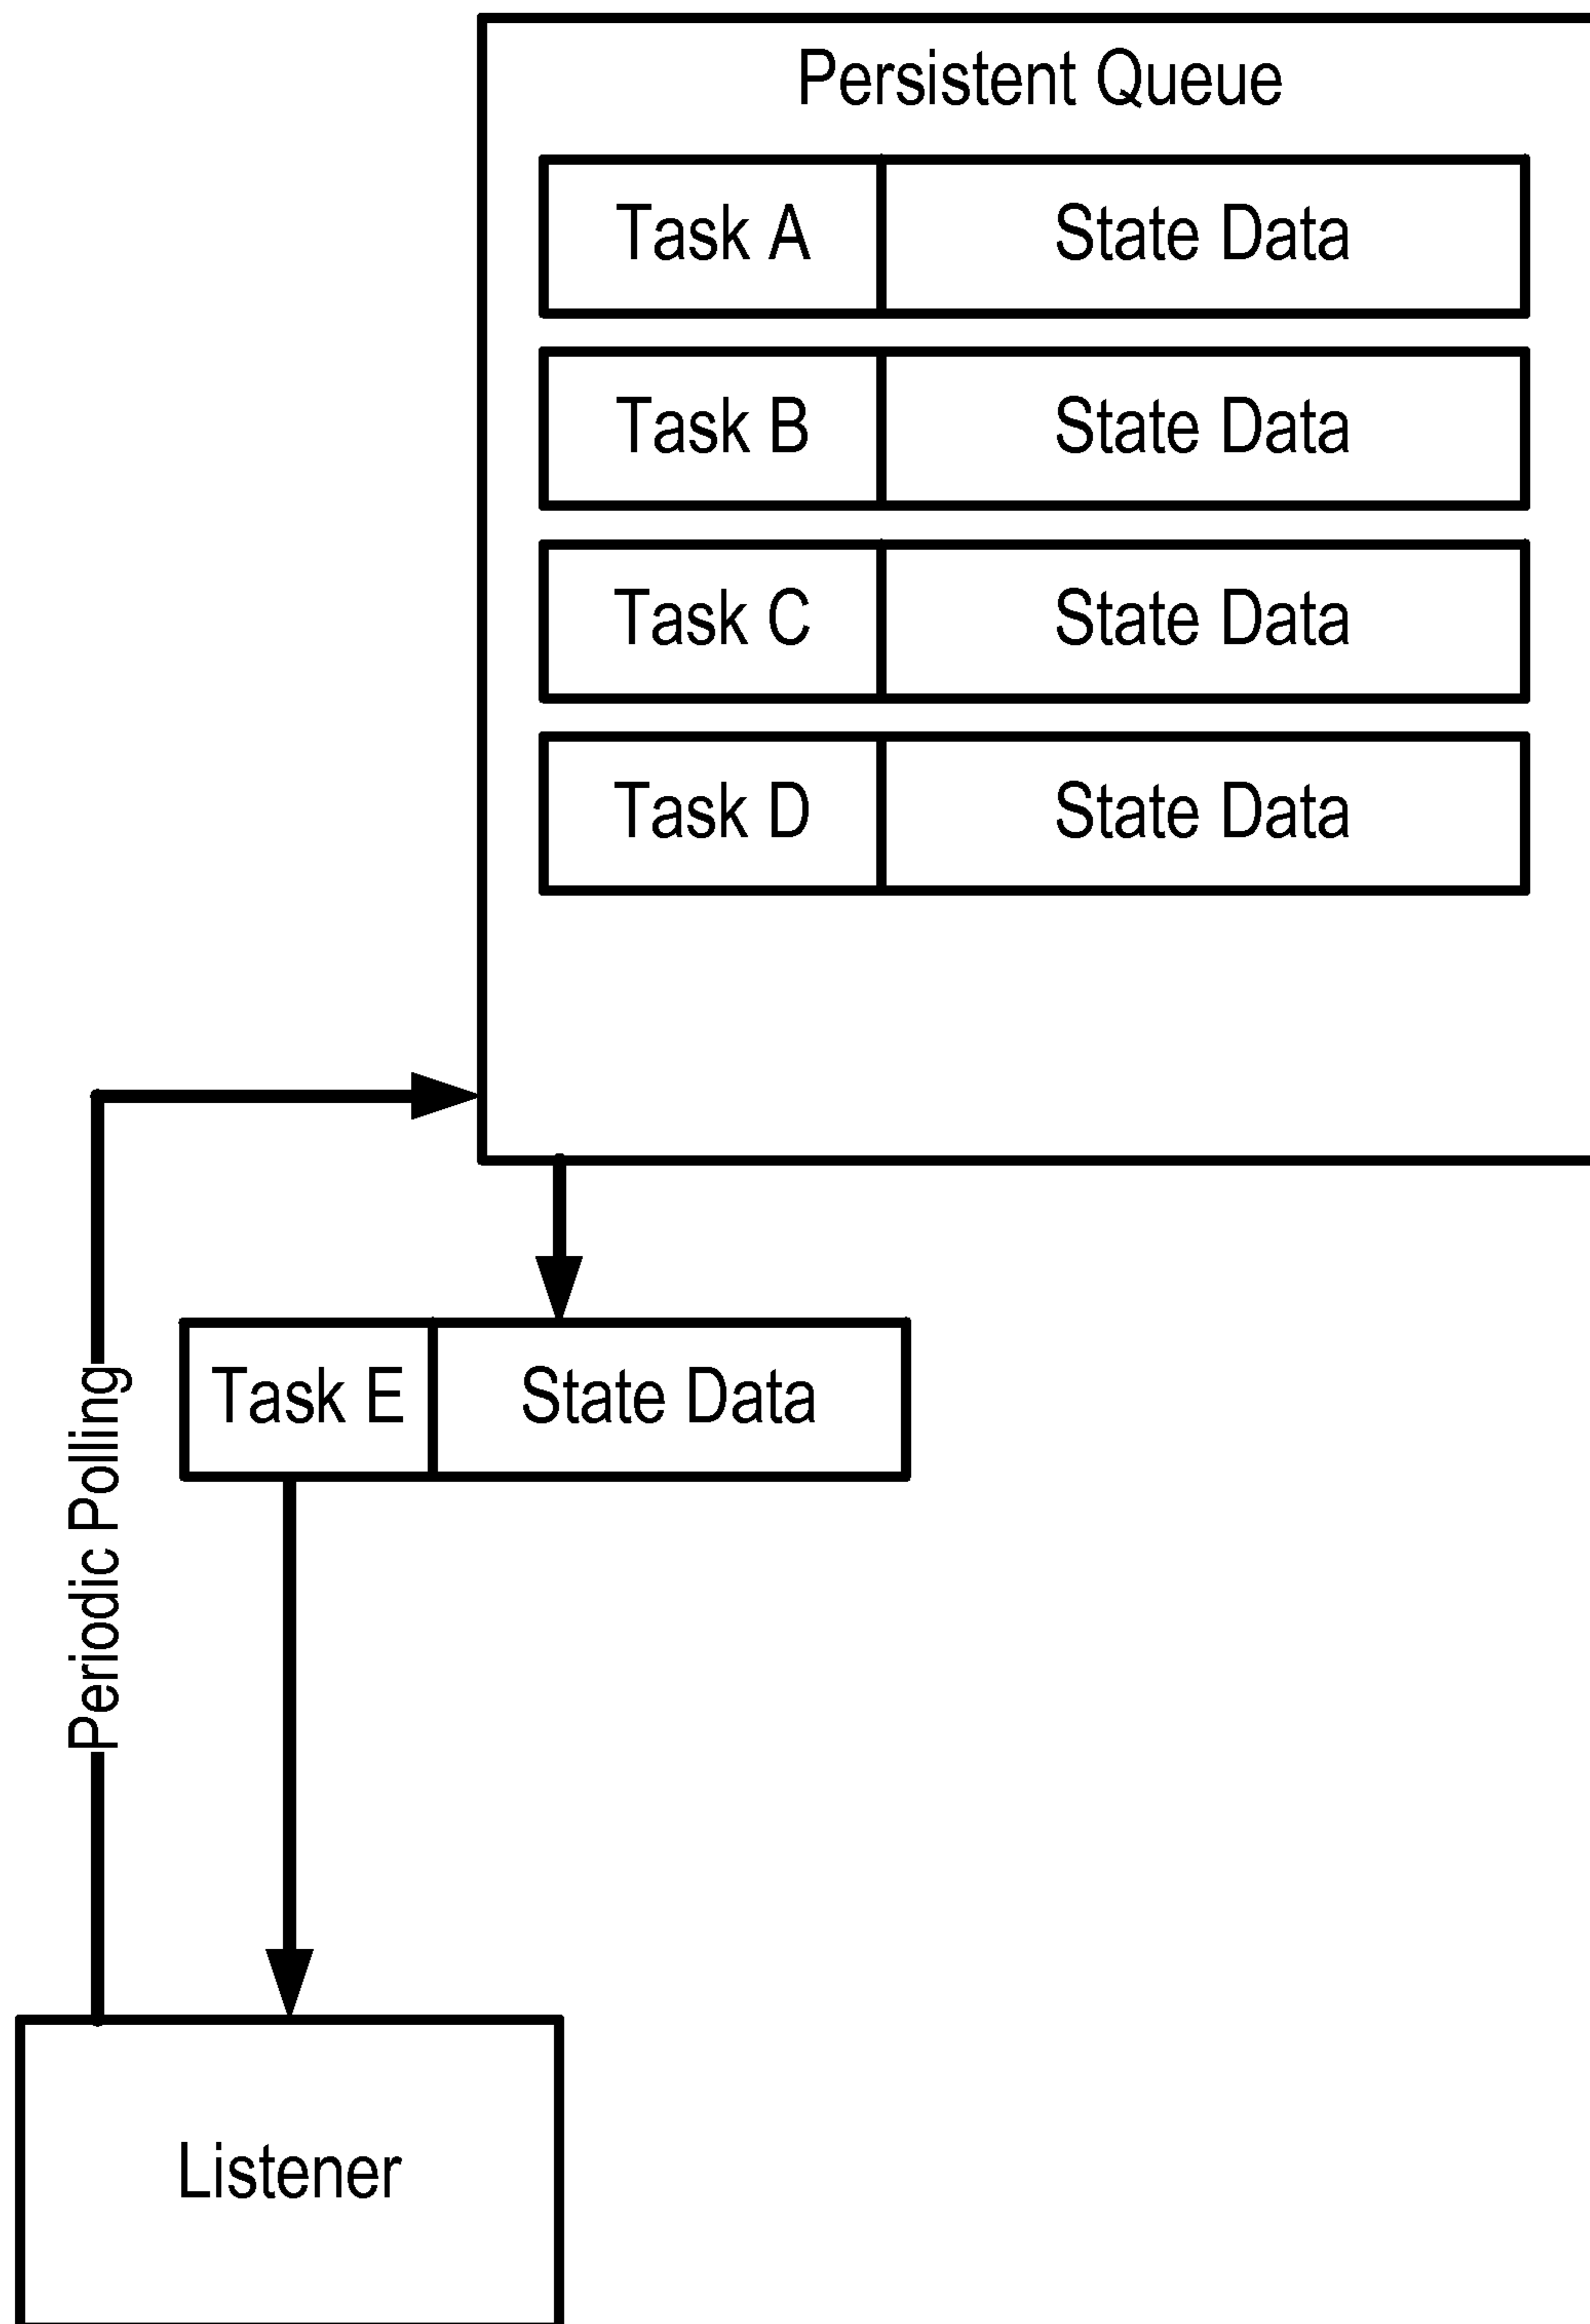 Persistent Queue
Task A State Data
Task B State Data
Task C State Data
Task D State Data
Task E State Data
Periodic Polling
Listener